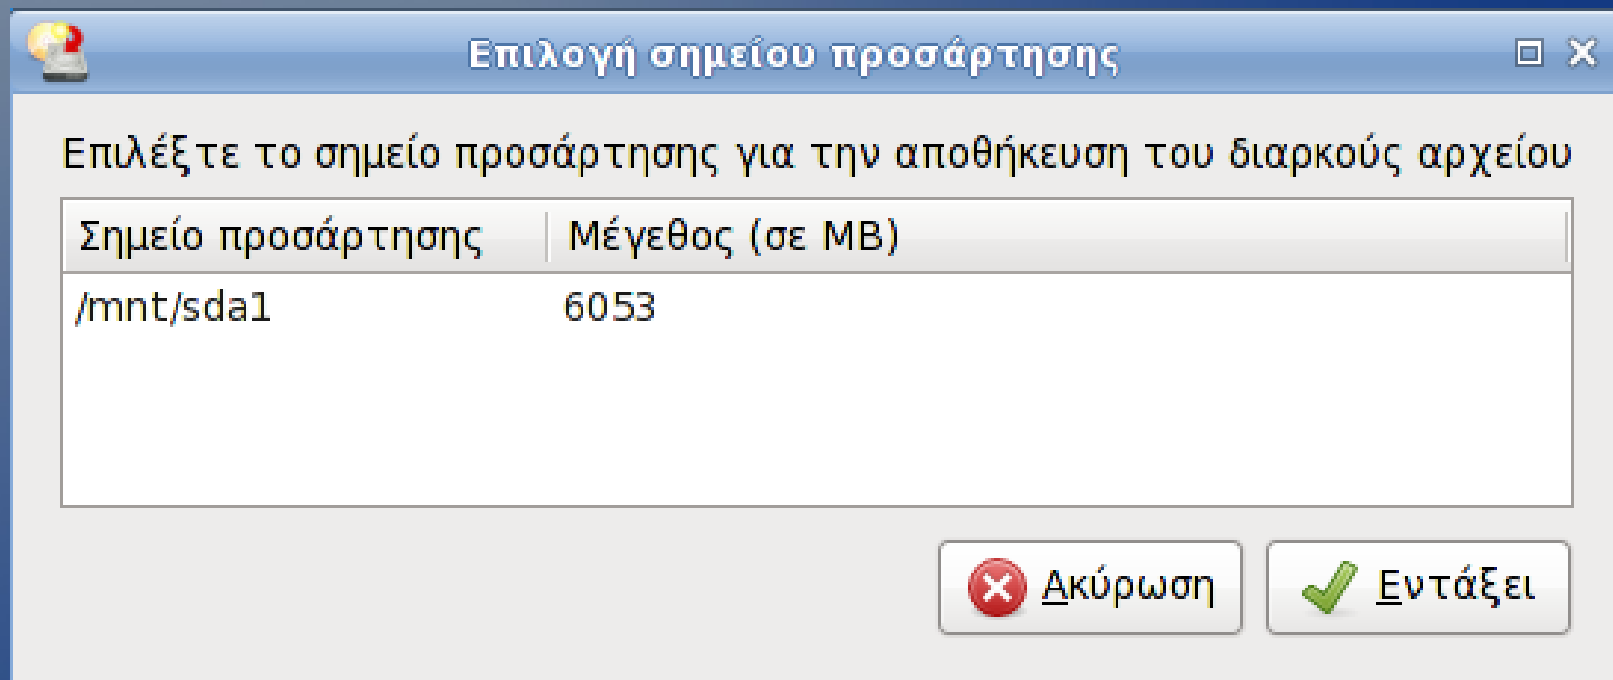 Επιλογή σημείου προσάρτησης
Επιλέξτε το σημείο προσάρτησης για την αποθήκευση του διαρκούς αρχείου
Σημείο προσάρτησης Μέγεθος (σε MB)
/mnt/sda1 6053
Ακύρωση Εντάξει